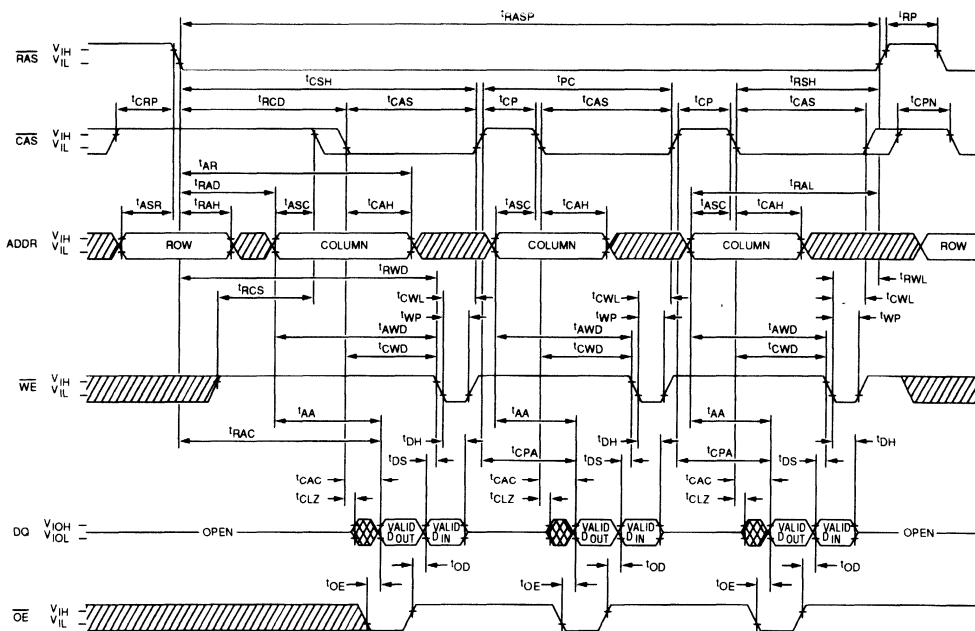 tRASP tRP
RAS VIH
VIL
tCSH tPC tRSH
tCRP tRCD tCAS tCP tCAS tCP tCAS tCPN
CAS VIH
VIL
tAR
tRAD tRAL
tASR tRAH tASC tCAH tASC tCAH tASC tCAH
ADDR VIH
VIL
ROW COLUMN COLUMN COLUMN ROW
tRWD tRWL
tRCS tCWL tCWL tCWL
tWP tWP tWP
tAWD tAWD tAWD
tCWD tCWD tCWD
WE VIH
VIL
tAA tAA tAA
tRAC tDH tDH tDH
tCPA tCPA
tDS tDS tDS
tCAC tCAC tCAC
tCLZ tCLZ tCLZ
DQ VIOH
VIOL
OPEN VALID DOUT VALID DIN VALID DOUT VALID DIN VALID DOUT VALID DIN OPEN
tOD tOD tOD
tOE tOE tOE
OE VIH
VIL